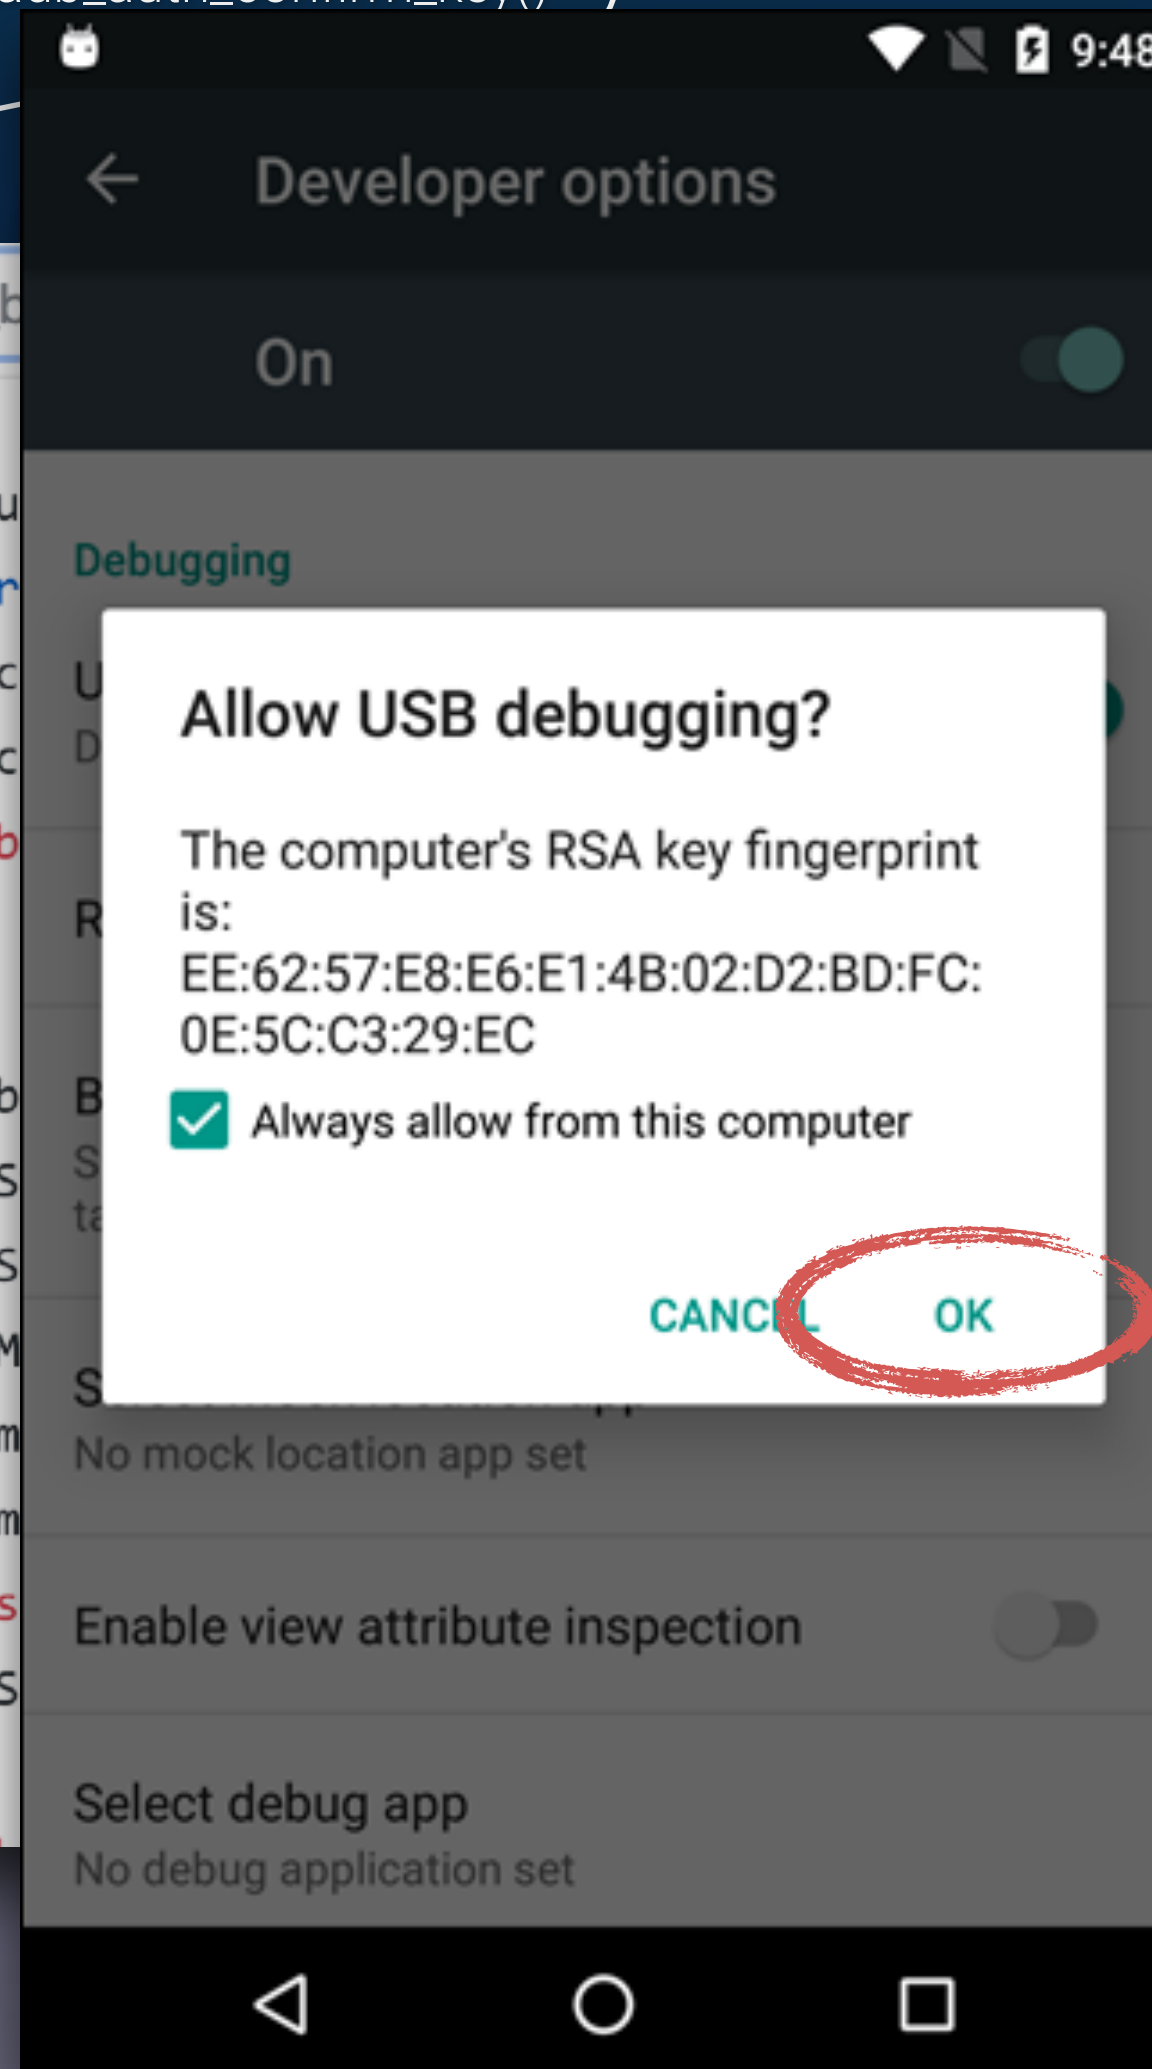 9:48
Developer options
On
Debugging
Allow USB debugging?
The computer's RSA key fingerprint
is:
EE:62:57:E8:E6:E1:4B:02:D2:BD:FC:
0E:5C:C3:29:EC
Always allow from this computer
CANCEL OK
No mock location app set
Enable view attribute inspection
Select debug app
No debug application set